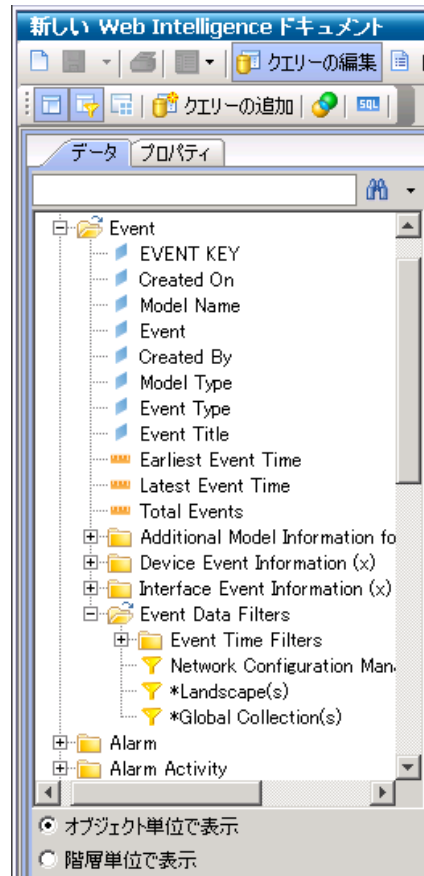 新しい Web Intelligence ドキュメント
クエリーの編集
クエリーの追加 SQL
データ プロパティ
Event
EVENT KEY
Created On
Model Name
Event
Created By
Model Type
Event Type
Event Title
Earliest Event Time
Latest Event Time
Total Events
Additional Model Information fo
Device Event Information (x)
Interface Event Information (x)
Event Data Filters
Event Time Filters
Network Configuration Man
*Landscape(s)
*Global Collection(s)
Alarm
Alarm Activity
オブジェクト単位で表示
階層単位で表示